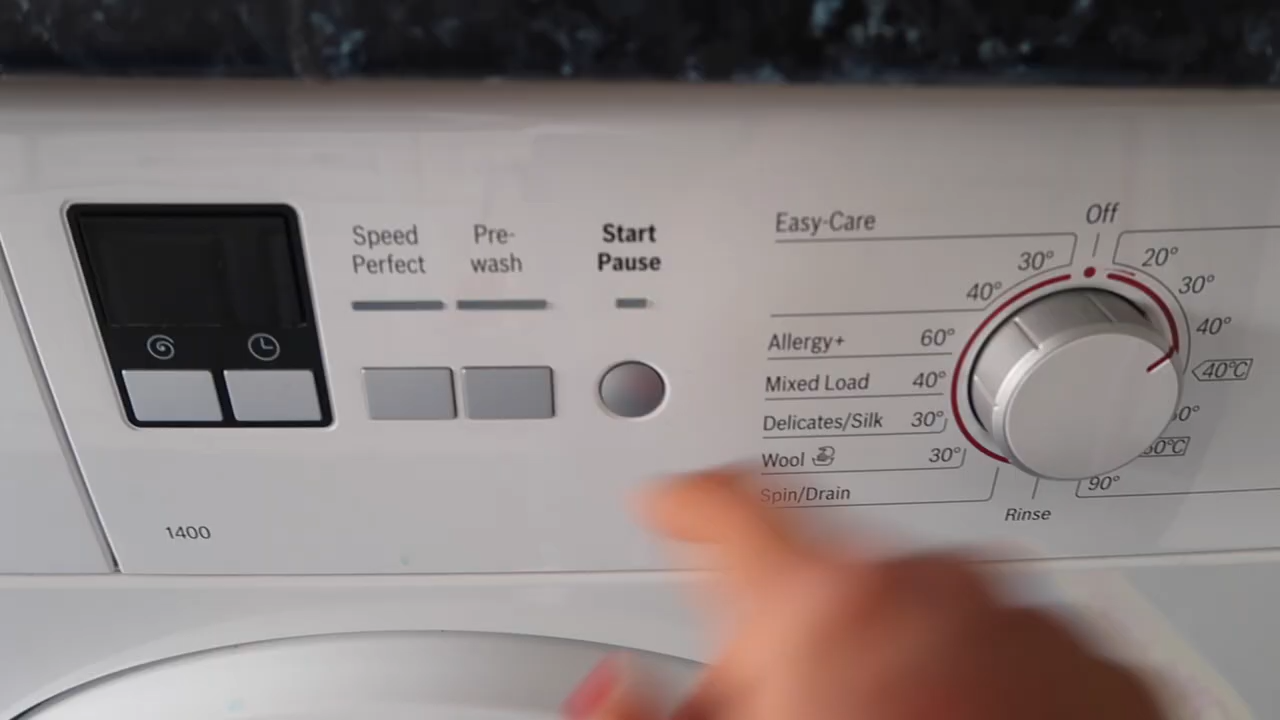 Speed
Perfect
Pre-
wash
Start
Pause
1400
Easy-Care
30°
40°
Allergy+ 60°
Mixed Load 40°
Delicates/Silk 30°
Wool 30°
Spin/Drain
Rinse
Off
20°
30°
40°
40°C
90°